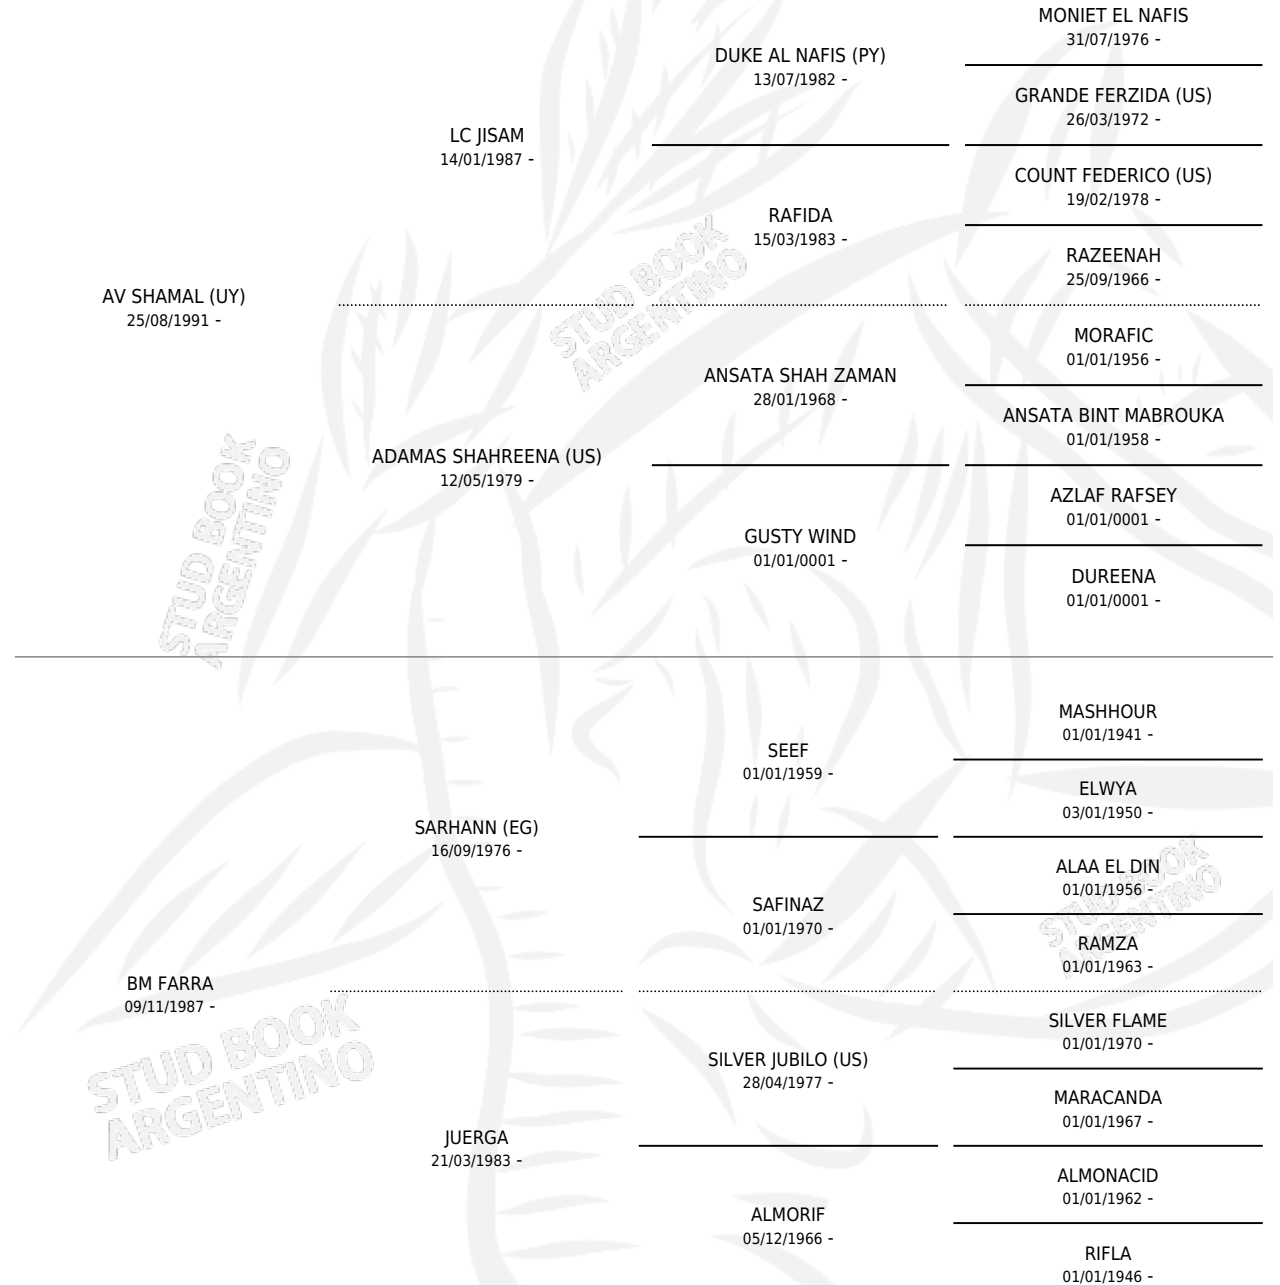 MONIET EL NAFIS
31/07/1976 -
DUKE AL NAFIS (PY)
13/07/1982 -
GRANDE FERZIDA (US)
26/03/1972 -
LC JISAM
14/01/1987 -
COUNT FEDERICO (US)
19/02/1978 -
RAFIDA
15/03/1983 -
RAZEENAH
25/09/1966 -
AV SHAMAL (UY)
25/08/1991 -
STUD BOOK
ARGENTINO
MORAFIC
01/01/1956 -
ANSATA SHAH ZAMAN
28/01/1968 -
ANSATA BINT MABROUKA
01/01/1958 -
ADAMAS SHAHREENA (US)
12/05/1979 -
AZLAF RAFSEY
01/01/0001 -
GUSTY WIND
01/01/0001 -
DUREENA
01/01/0001 -
STUD BOOK
ARGENTINO
MASHHOUR
01/01/1941 -
SEEF
01/01/1959 -
ELWYA
03/01/1950 -
SARHANN (EG)
16/09/1976 -
ALAA EL DIN
01/01/1956 -
SAFINAZ
01/01/1970 -
RAMZA
01/01/1963 -
STUD BOOK
ARGENTINO
BM FARRA
09/11/1987 -
SILVER FLAME
01/01/1970 -
SILVER JUBILO (US)
28/04/1977 -
MARACANDA
01/01/1967 -
STUD BOOK
ARGENTINO
JUERGA
21/03/1983 -
ALMONACID
01/01/1962 -
ALMORIF
05/12/1966 -
RIFLA
01/01/1946 -